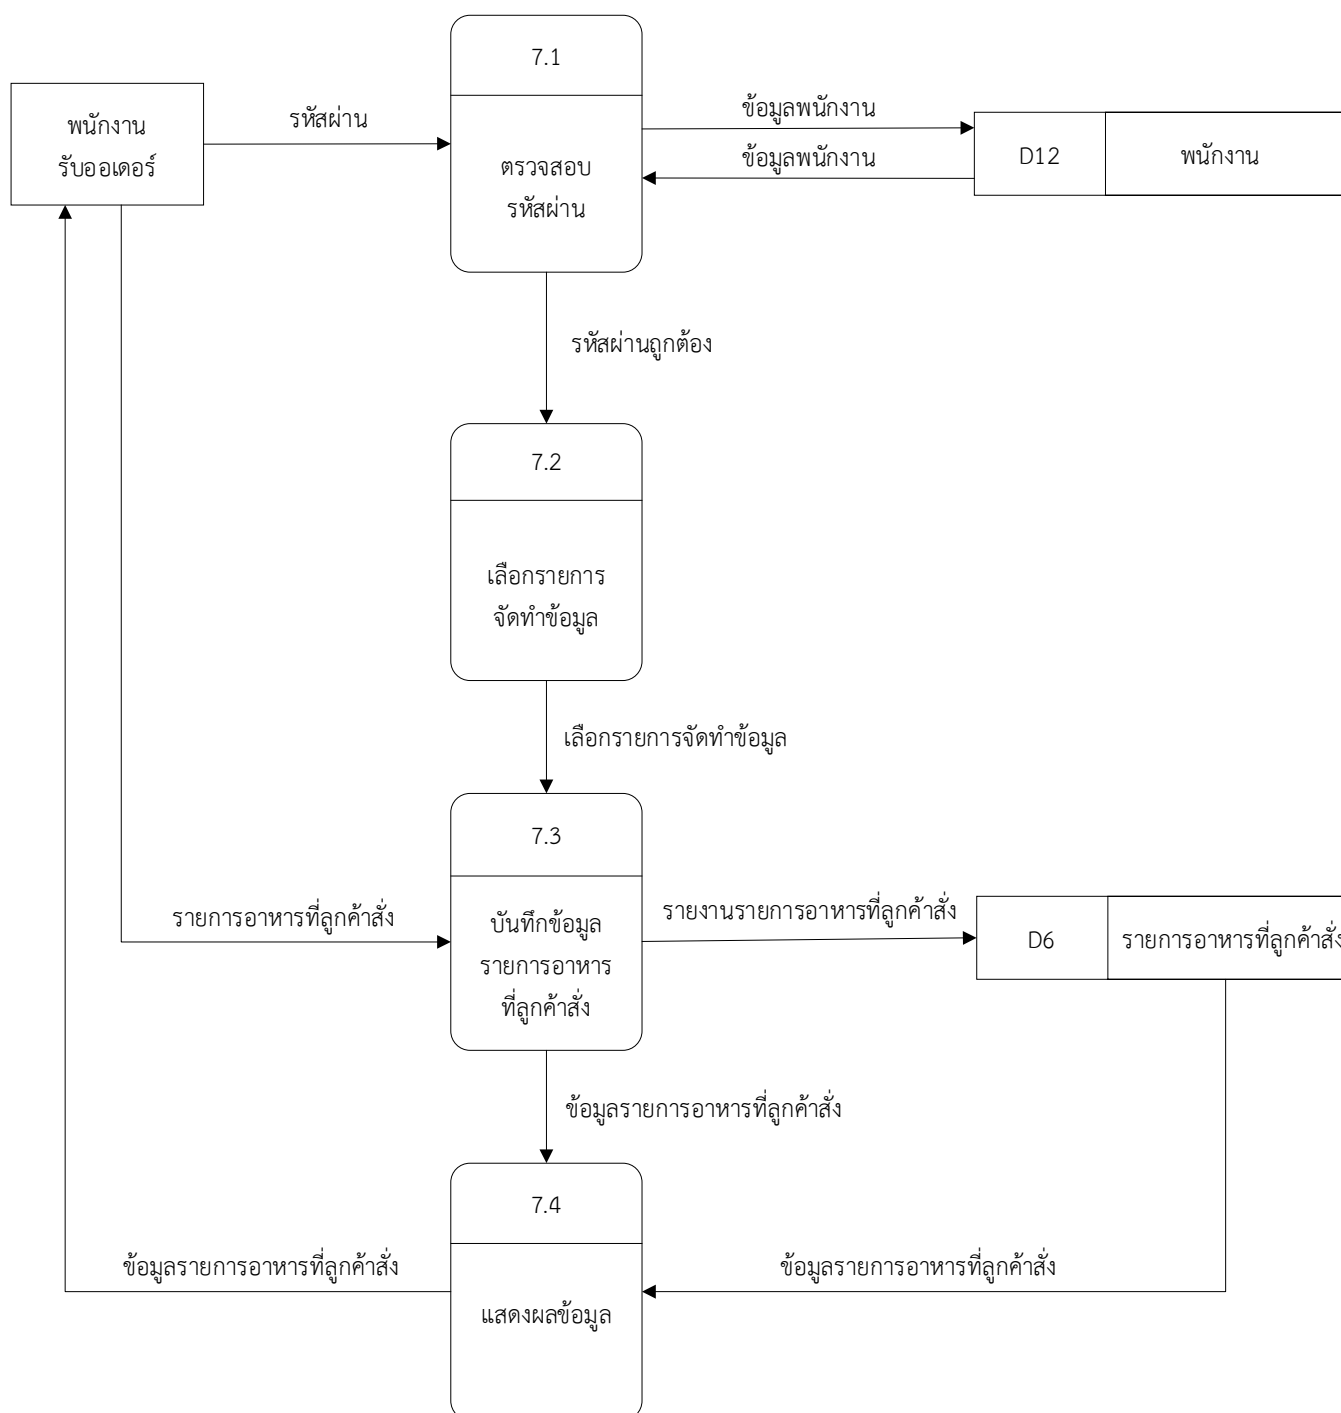 7.1
พนักงาน
รับออเดอร์
รหัสผ่าน
ตรวจสอบ
รหัสผ่าน
ข้อมูลพนักงาน
ข้อมูลพนักงาน
D12
พนักงาน
รหัสผ่านถูกต้อง
7.2
เลือกรายการ
จัดทำข้อมูล
เลือกรายการจัดทำข้อมูล
7.3
รายการอาหารที่ลูกค้าสั่ง
บันทึกข้อมูล
รายการอาหาร
ที่ลูกค้าสั่ง
รายงานรายการอาหารที่ลูกค้าสั่ง
D6
รายการอาหารที่ลูกค้าสั่ง
ข้อมูลรายการอาหารที่ลูกค้าสั่ง
7.4
ข้อมูลรายการอาหารที่ลูกค้าสั่ง
แสดงผลข้อมูล
ข้อมูลรายการอาหารที่ลูกค้าสั่ง